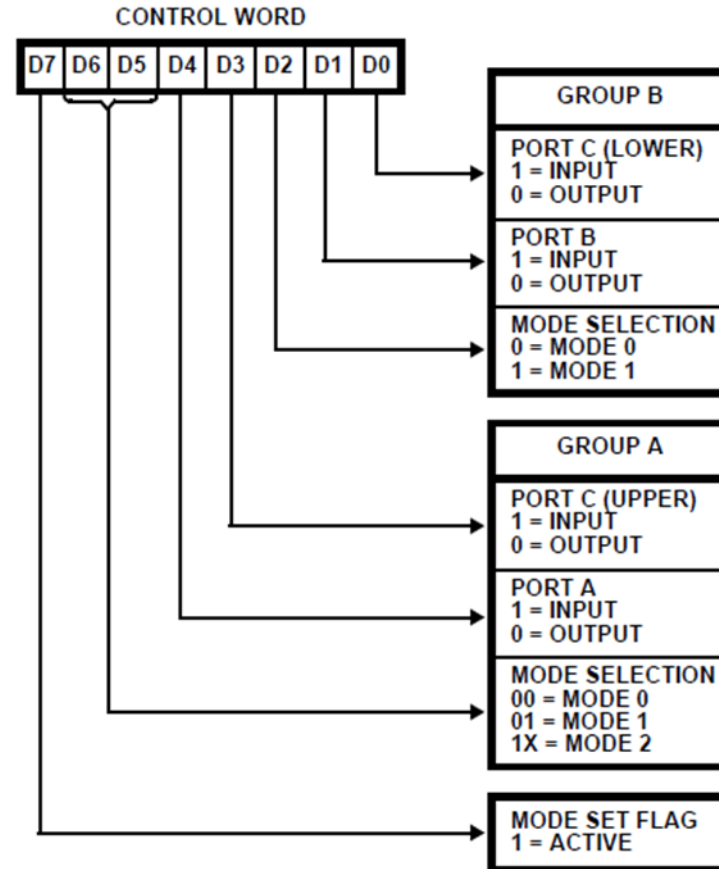 CONTROL WORD
D7 D6 D5 D4 D3 D2 D1 D0
GROUP B
PORT C (LOWER)
1 = INPUT
0 = OUTPUT
PORT B
1 = INPUT
0 = OUTPUT
MODE SELECTION
0 = MODE 0
1 = MODE 1
GROUP A
PORT C (UPPER)
1 = INPUT
0 = OUTPUT
PORT A
1 = INPUT
0 = OUTPUT
MODE SELECTION
00 = MODE 0
01 = MODE 1
1X = MODE 2
MODE SET FLAG
1 = ACTIVE